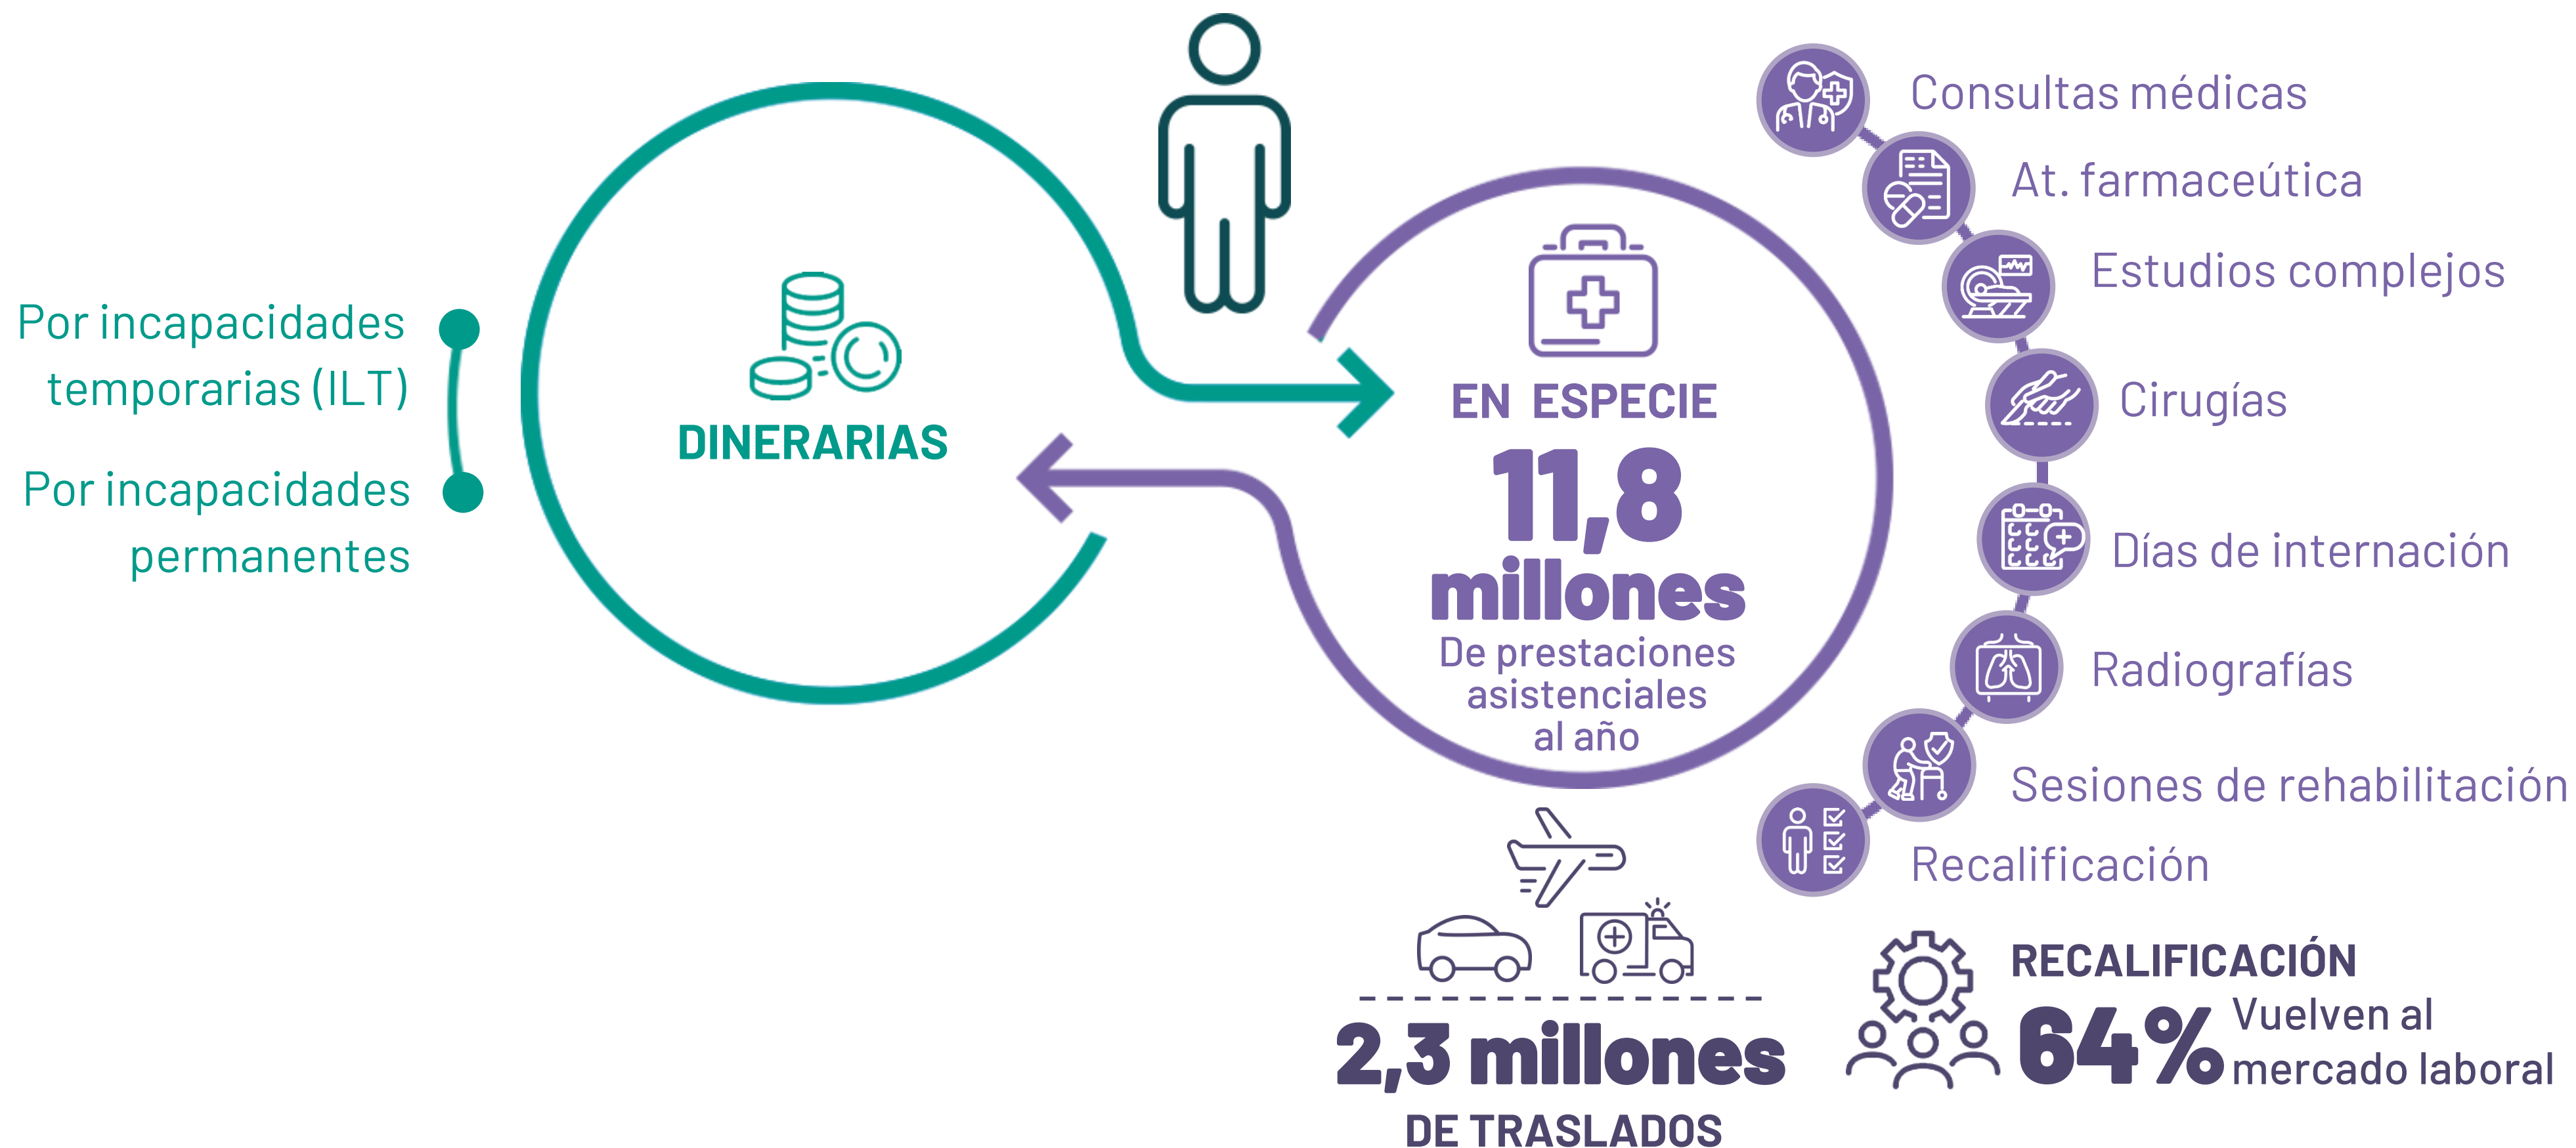 Por incapacidades
temporarias (ILT)
Por incapacidades
permanentes
DINERARIAS
EN ESPECIE
11,8
millones
De prestaciones
asistenciales
al año
Consultas médicas
At. farmaceútica
Estudios complejos
Cirugías
Días de internación
Radiografías
Sesiones de rehabilitación
Recalificación
2,3 millones
DE TRASLADOS
RECALIFICACIÓN
64% Vuelven al
mercado laboral